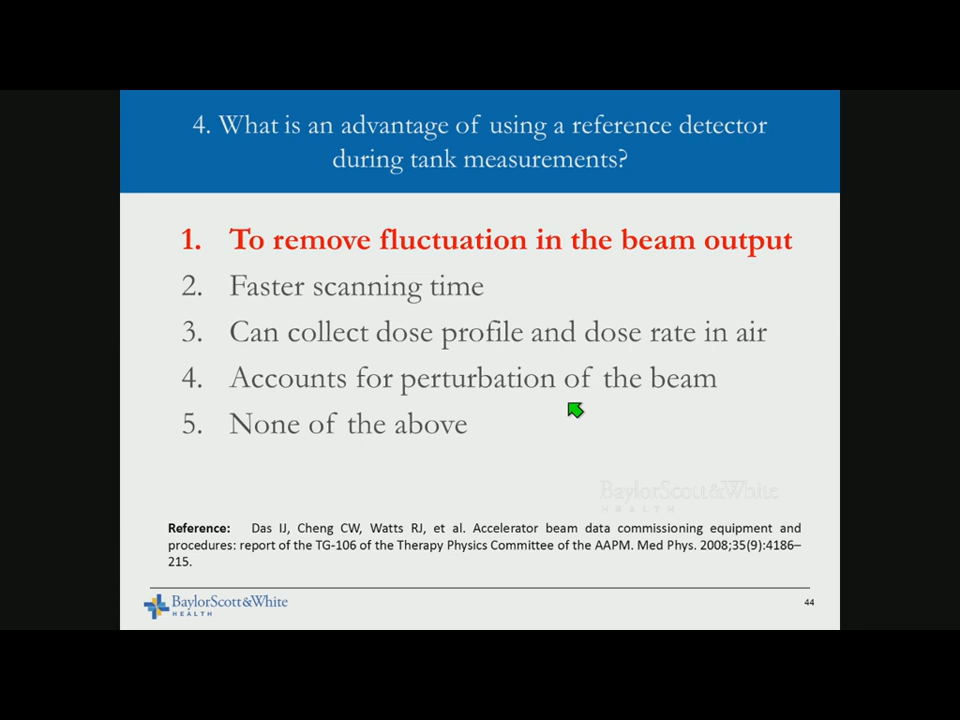 4. What is an advantage of using a reference detector
during tank measurements?
1. To remove fluctuation in the beam output
2. Faster scanning time
3. Can collect dose profile and dose rate in air
4. Accounts for perturbation of the beam
5. None of the above
BaylorScott&White
HEALTH
Reference: Das IJ, Cheng CW, Watts RJ, et al. Accelerator beam data commissioning equipment and
procedures: report of the TG-106 of the Therapy Physics Committee of the AAPM. Med Phys. 2008;35(9):4186–
215.
BaylorScott&White
HEALTH
44